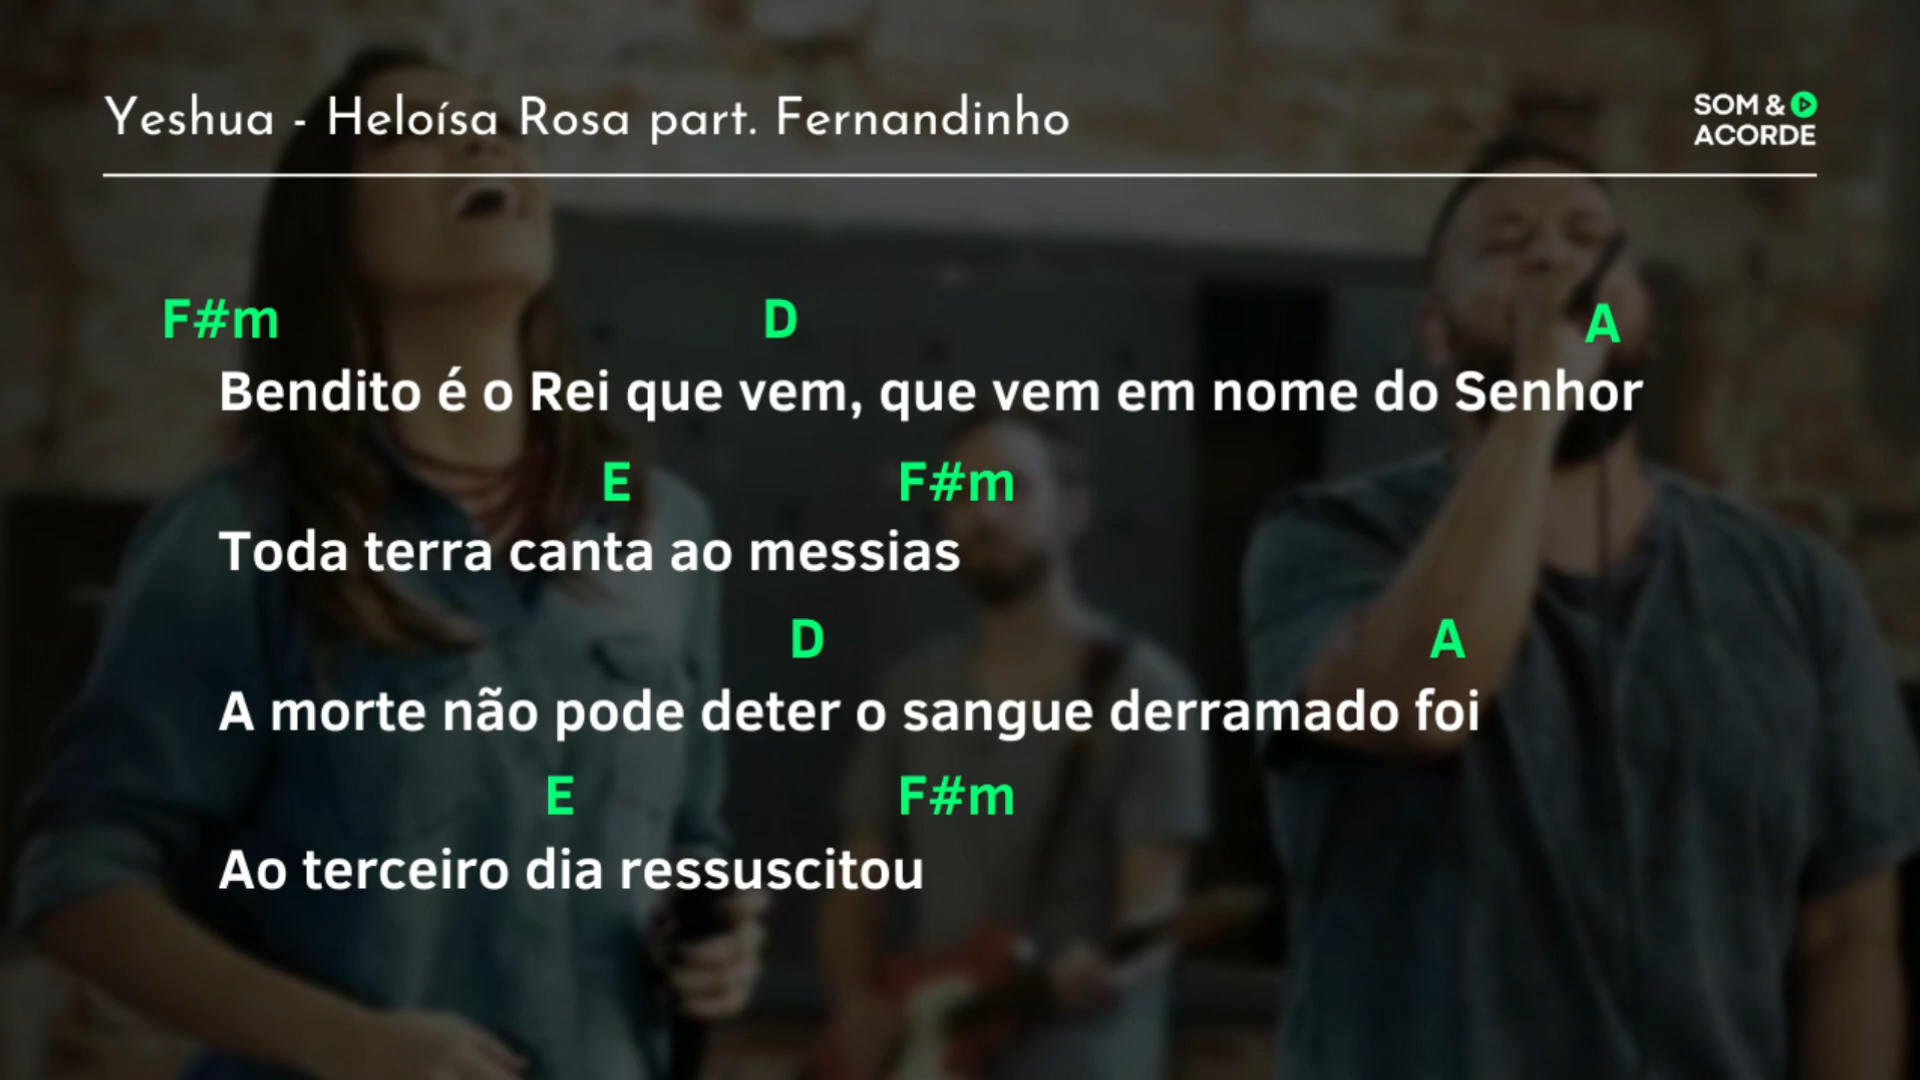 Yeshua - Heloísa Rosa part. Fernandinho
SOM &
ACORDE
F#m D A
Bendito é o Rei que vem, que vem em nome do Senhor
E F#m
Toda terra canta ao messias
D A
A morte não pode deter o sangue derramado foi
E F#m
Ao terceiro dia ressuscitou